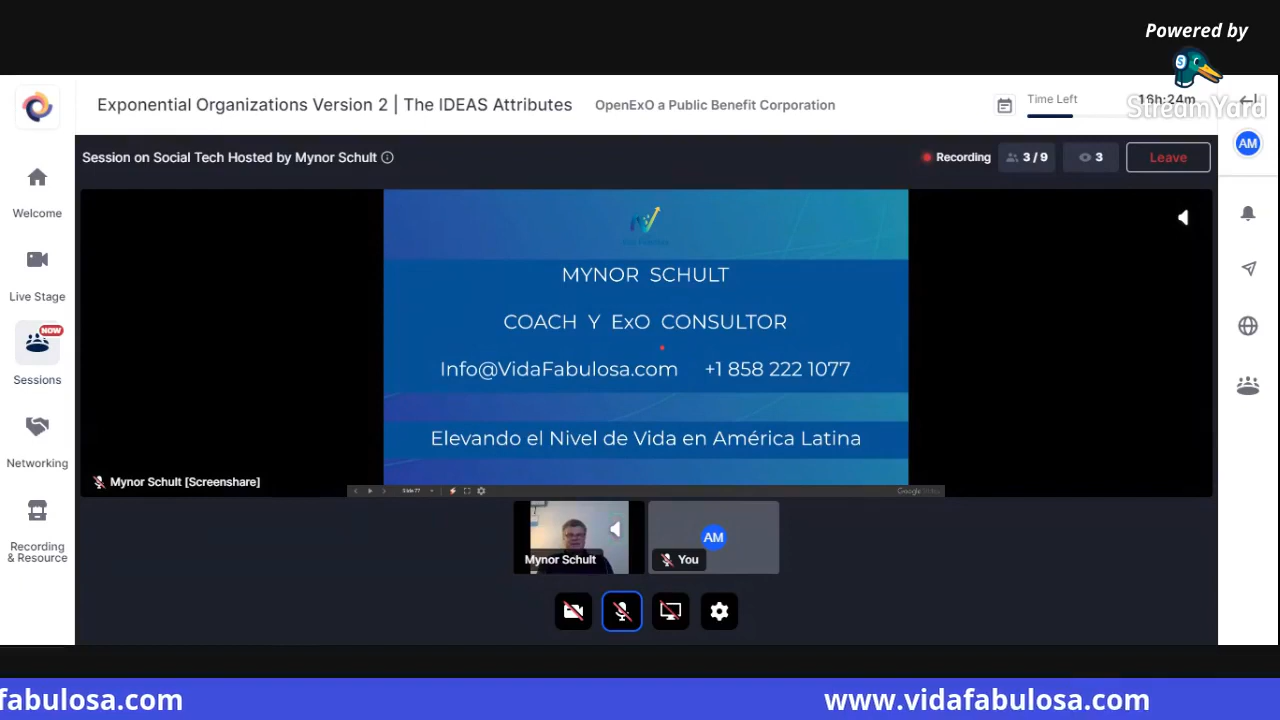 Powered by
StreamYard
Exponential Organizations Version 2 | The IDEAS Attributes
OpenExO a Public Benefit Corporation
Time Left
16h:24m
AM
Session on Social Tech Hosted by Mynor Schult
Recording
3 / 9
3
Leave
Welcome
Live Stage
NOW
Sessions
Networking
Recording
& Resource
MYNOR SCHULT
COACH Y ExO CONSULTOR
Info@VidaFabulosa.com +1 858 222 1077
Elevando el Nivel de Vida en América Latina
Mynor Schult [Screenshare]
Google Slides
Mynor Schult
AM
You
fabulosa.com
www.vidafabulosa.com